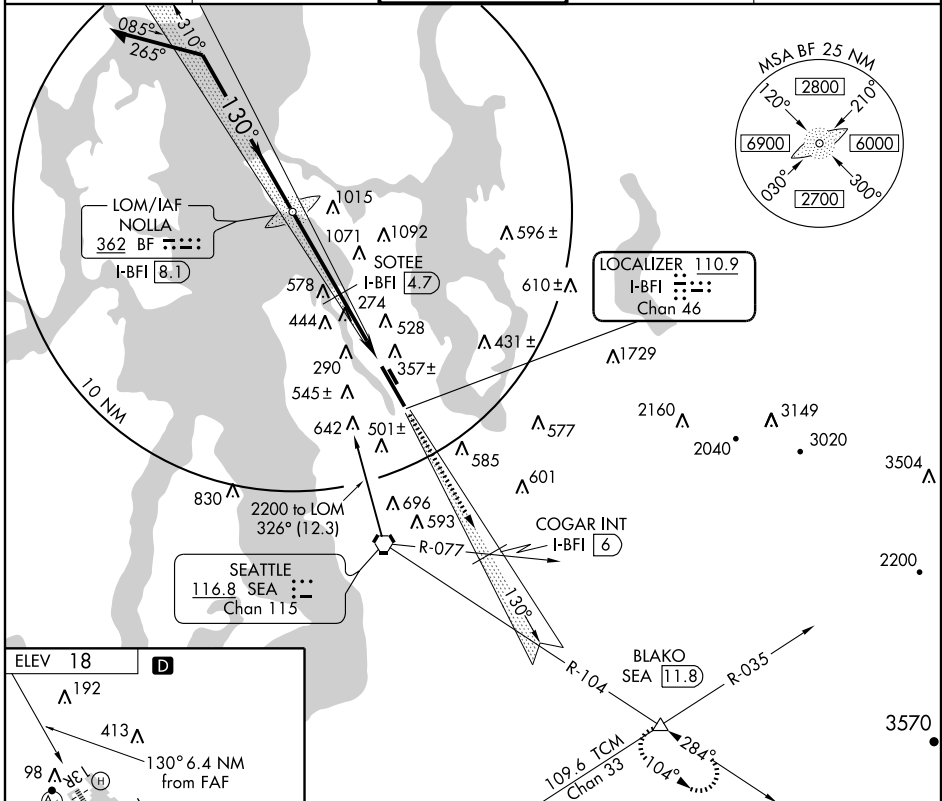 085°
310°
265°
130°
MSA BF 25 NM
120°
2800
210°
6900
6000
030°
2700
300°
LOM/IAF
NOLLA
362 BF
I-BFI 8.1
1015
1071
1092
596 ±
SOTEE
I-BFI 4.7
578
274
610 ±
LOCALIZER 110.9
I-BFI
Chan 46
444
528
431 ±
290
357±
1729
545 ±
10 NM
642
501±
577
2160
3149
2040
3020
585
830
601
3504
2200 to LOM
326° (12.3)
696
593
R-077
COGAR INT
I-BFI 6
SEATTLE
116.8 SEA
Chan 115
2200
130°
R-104
BLAKO
SEA 11.8
R-035
ELEV 18
D
192
413
130° 6.4 NM
from FAF
98
13R
H
A
109.6 TCM
Chan 33
284°
104°
3570